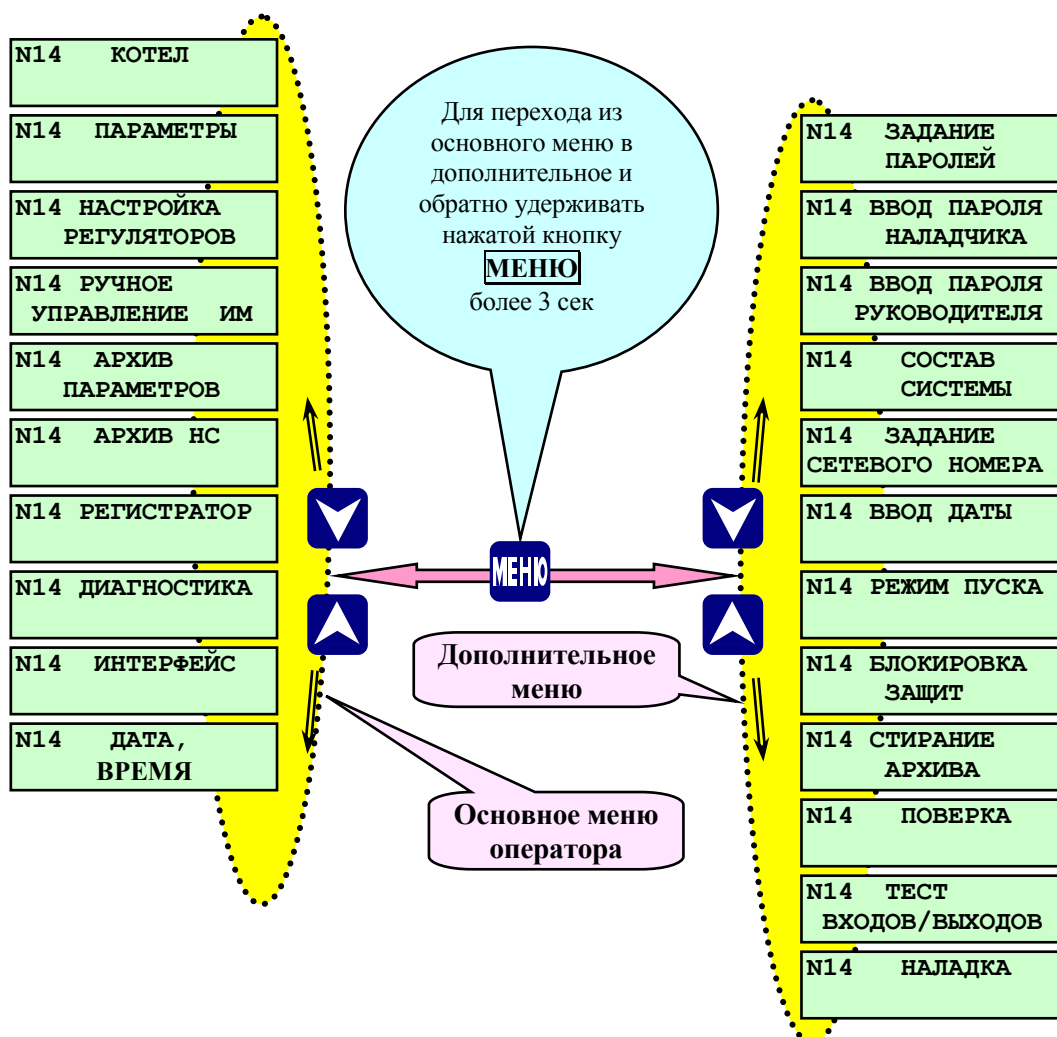 N14 КОТЕЛ
N14 ПАРАМЕТРЫ
N14 НАСТРОЙКА
РЕГУЛЯТОРОВ
N14 РУЧНОЕ
УПРАВЛЕНИЕ ИМ
N14 АРХИВ
ПАРАМЕТРОВ
N14 АРХИВ НС
N14 РЕГИСТРАТОР
N14 ДИАГНОСТИКА
N14 ИНТЕРФЕЙС
N14 ДАТА,
ВРЕМЯ
Для перехода из
основного меню в
дополнительное и
обратно удерживать
нажатой кнопку
МЕНЮ
более 3 сек
МЕНЮ
Дополнительное
меню
Основное меню
оператора
N14 ЗАДАНИЕ
ПАРОЛЕЙ
N14 ВВОД ПАРОЛЯ
НАЛАДЧИКА
N14 ВВОД ПАРОЛЯ
РУКОВОДИТЕЛЯ
N14 СОСТАВ
СИСТЕМЫ
N14 ЗАДАНИЕ
СЕТЕВОГО НОМЕРА
N14 ВВОД ДАТЫ
N14 РЕЖИМ ПУСКА
N14 БЛОКИРОВКА
ЗАЩИТ
N14 СТИРАНИЕ
АРХИВА
N14 ПОВЕРКА
N14 ТЕСТ
ВХОДОВ/ВЫХОДОВ
N14 НАЛАДКА